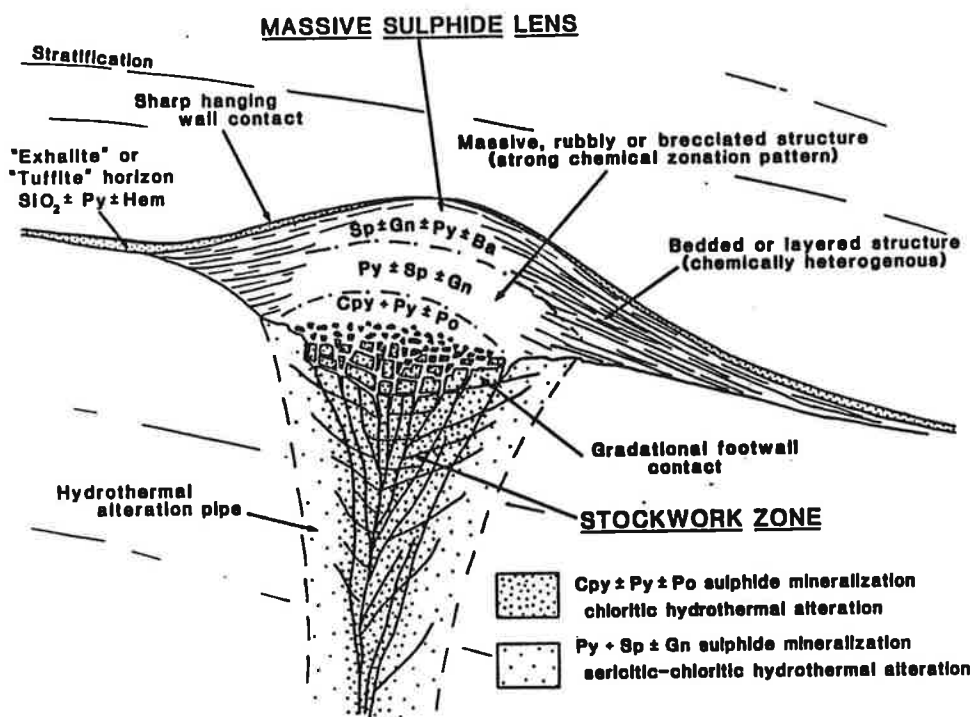 MASSIVE SULPHIDE LENS
Stratification
Sharp hanging
wall contact
"Exhalite" or
"Tuffite" horizon
SiO₂ ± Py ± Hem
Massive, rubbly or brecciated structure
(strong chemical zonation pattern)
Sp ± Gn ± Py ± Ba
Bedded or layered structure
(chemically heterogenous)
Py ± Sp ± Gn
Cpy + Py ± Po
Gradational footwall
contact
Hydrothermal
alteration pipe
STOCKWORK ZONE
Cpy ± Py ± Po sulphide mineralization
chloritic hydrothermal alteration
Py + Sp ± Gn sulphide mineralization
sericitic-chloritic hydrothermal alteration